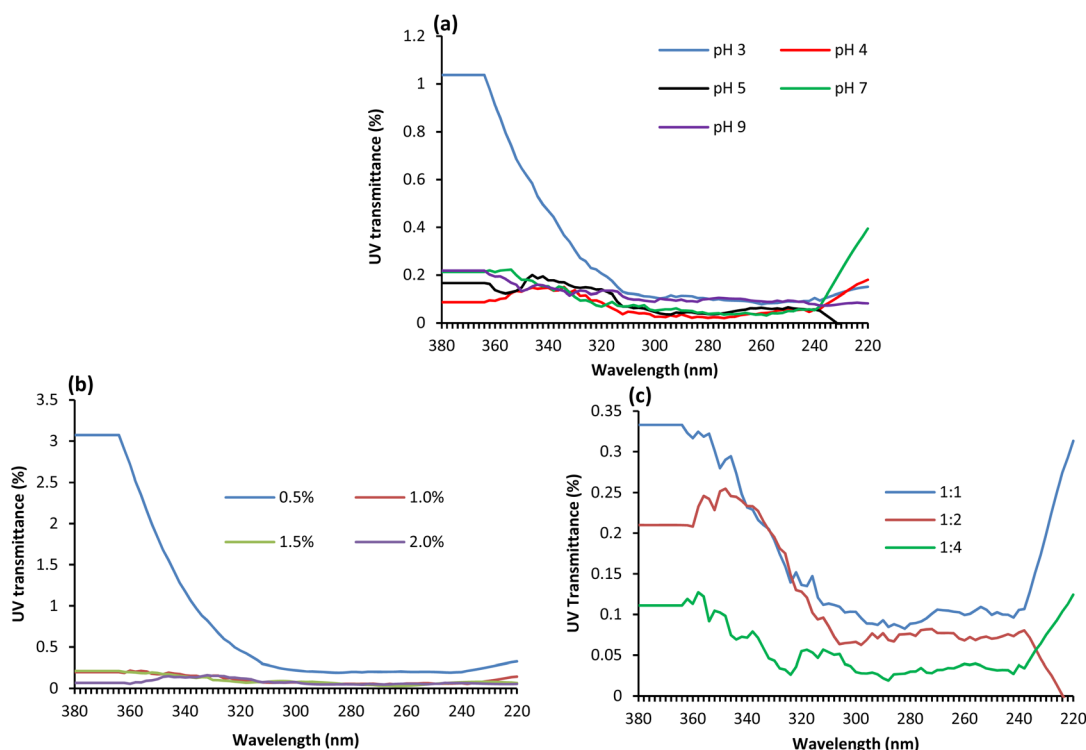 (a)
UV transmittance (%)
1.2
1
0.8
0.6
0.4
0.2
0
pH 3 pH 4
pH 5 pH 7
pH 9
380 360 340 320 300 280 260 240 220
Wavelength (nm)
(b)
UV transmittance (%)
3.5
3
2.5
2
1.5
1
0.5
0
0.5% 1.0%
1.5% 2.0%
380 360 340 320 300 280 260 240 220
Wavelength (nm)
(c)
UV Transmittance (%)
0.35
0.3
0.25
0.2
0.15
0.1
0.05
0
1:1
1:2
1:4
380 360 340 320 300 280 260 240 220
Wavelength (nm)